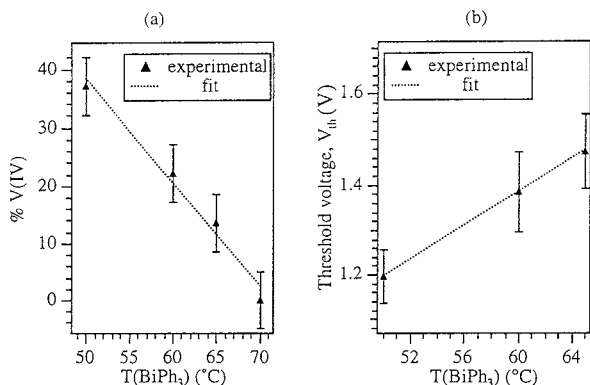 (a)
% V(IV)
40
30
20
10
0
experimental
fit
50
55
60
65
70
T(BiPh₃) (°C)
(b)
Threshold voltage, Vₜₕ (V)
1.6
1.4
1.2
experimental
fit
52
56
60
64
T(BiPh₃) (°C)